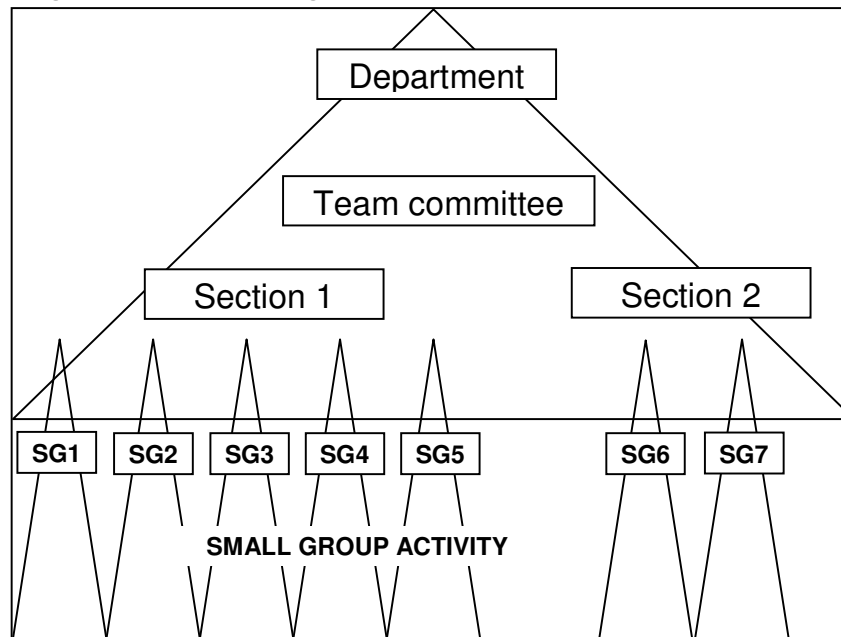 Department
Team committee
Section 1
Section 2
SG1
SG2
SG3
SG4
SG5
SG6
SG7
SMALL GROUP ACTIVITY